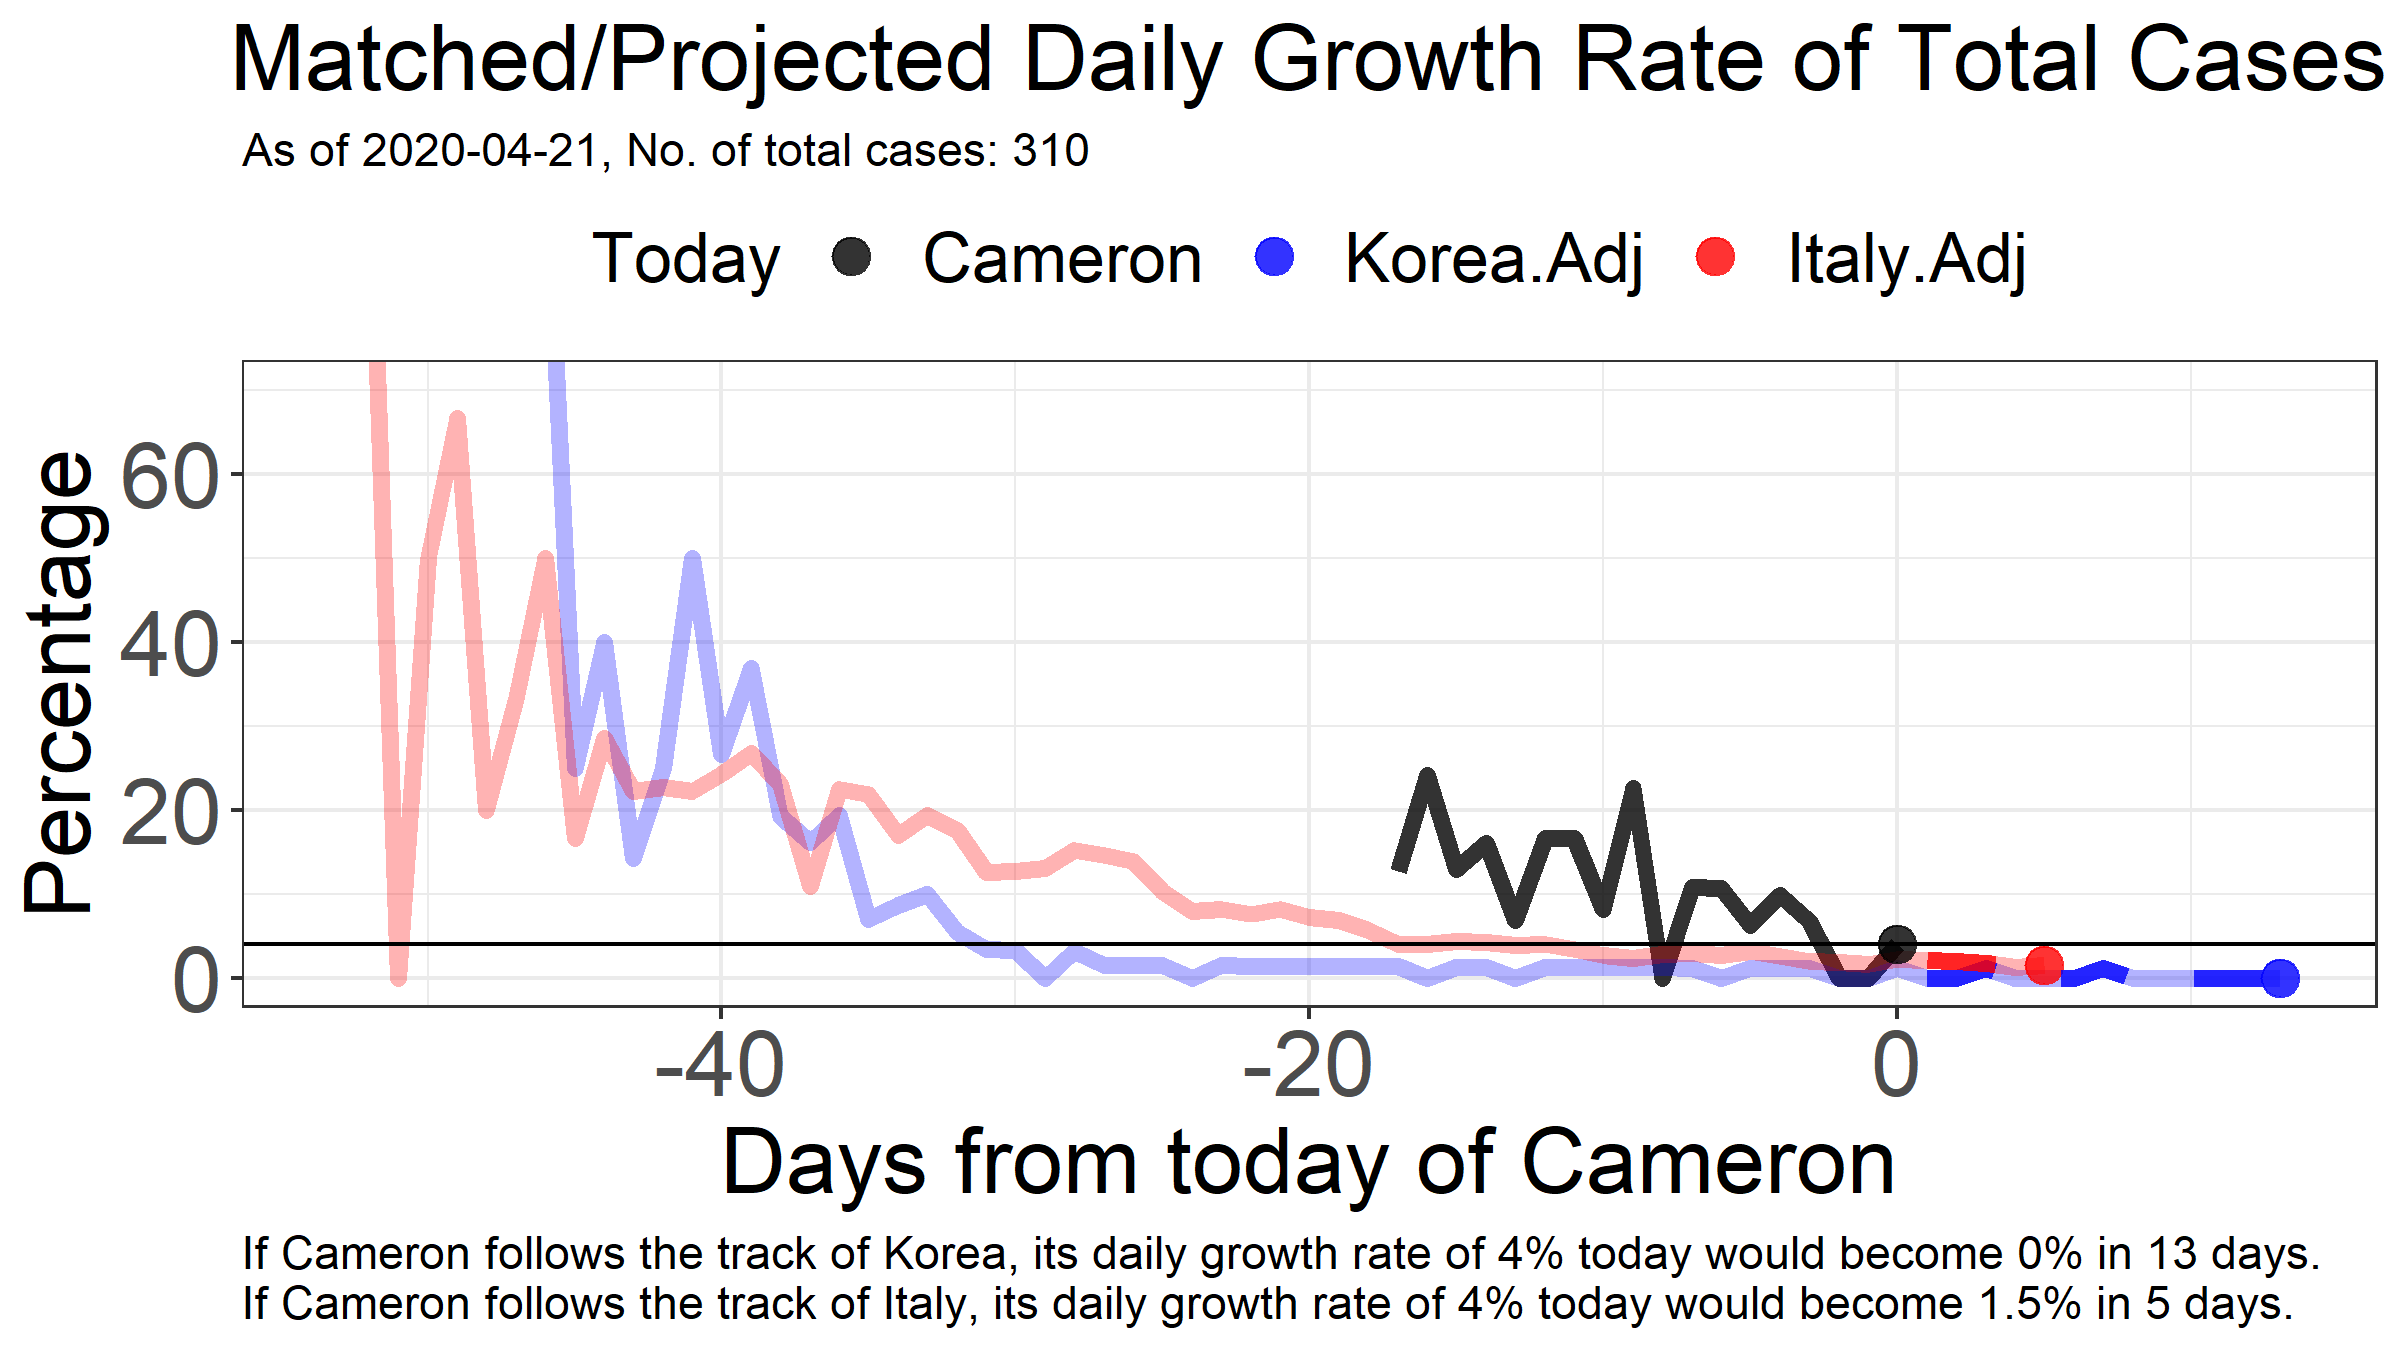 Matched/Projected Daily Growth Rate of Total Cases
As of 2020-04-21, No. of total cases: 310
Today Cameron Korea.Adj Italy.Adj
Percentage
60
40
20
0
-40 -20 0
Days from today of Cameron
If Cameron follows the track of Korea, its daily growth rate of 4% today would become 0% in 13 days.
If Cameron follows the track of Italy, its daily growth rate of 4% today would become 1.5% in 5 days.